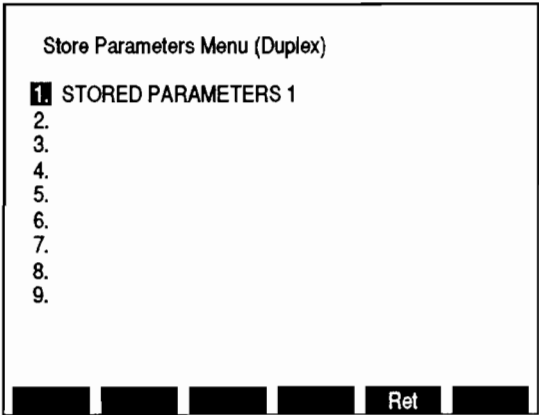 Store Parameters Menu (Duplex)
1. STORED PARAMETERS 1
2.
3.
4.
5.
6.
7.
8.
9.
Ret